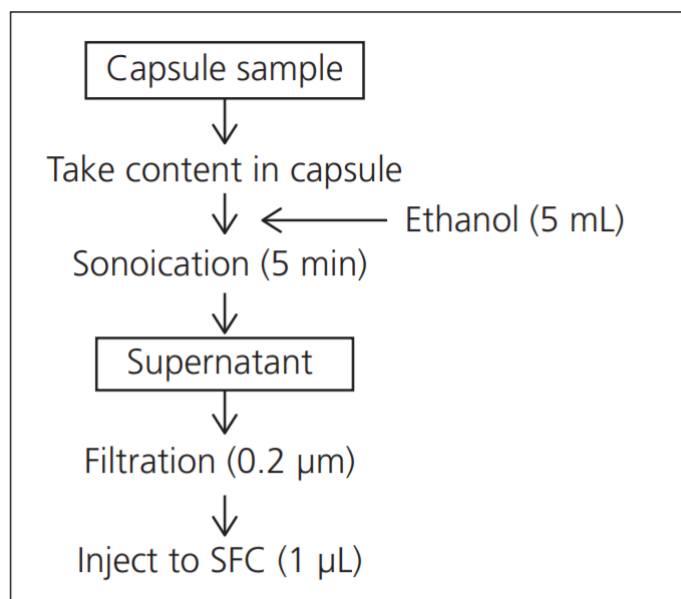 Capsule sample
Take content in capsule
Ethanol (5 mL)
Sonoication (5 min)
Supernatant
Filtration (0.2 µm)
Inject to SFC (1 µL)